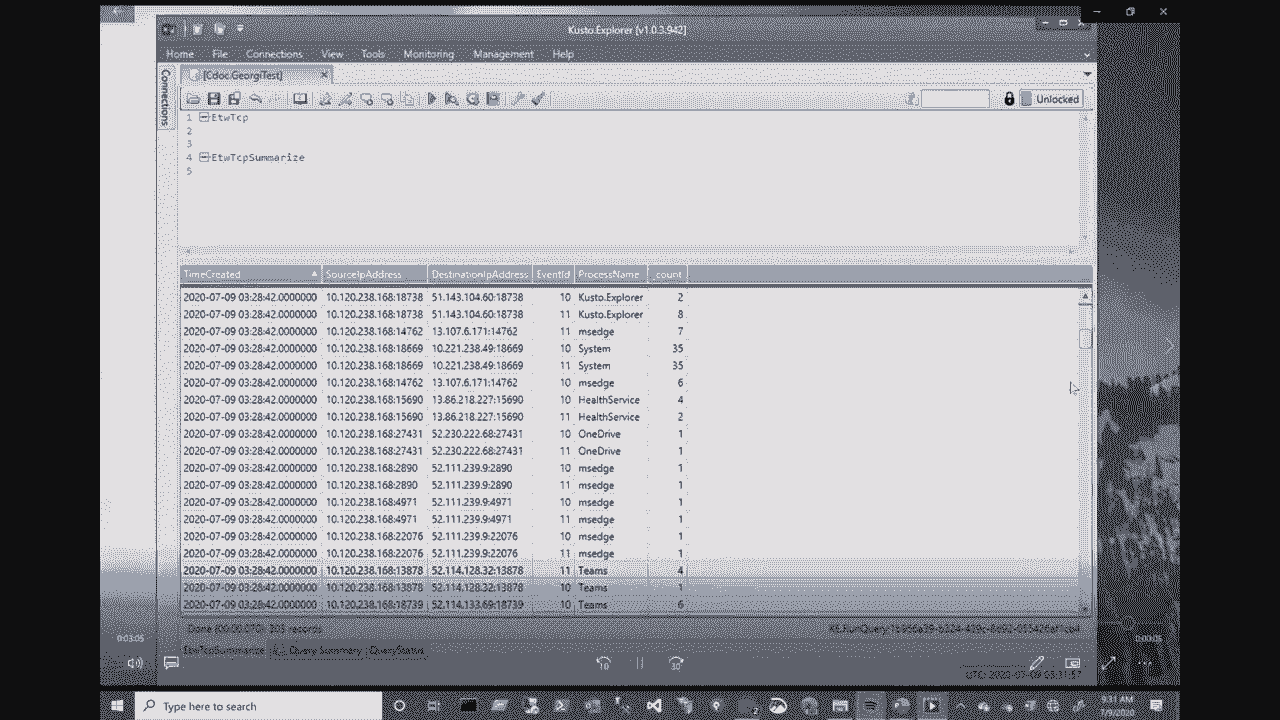 Kusto.Explorer [v1.0.3.942]
Home File Connections View Tools Monitoring Management Help
Connections
[Cdoc.GeorgiTest]
Unlocked
1 EtwTcp
2
3
4 EtwTcpSummarize
5
TimeCreated SourceIpAddress DestinationIpAddress EventId ProcessName _count
2020-07-09 03:28:42.0000000 10.120.238.168:18738 51.143.104.60:18738 10 Kusto.Explorer 2
2020-07-09 03:28:42.0000000 10.120.238.168:18738 51.143.104.60:18738 11 Kusto.Explorer 8
2020-07-09 03:28:42.0000000 10.120.238.168:14762 13.107.6.171:14762 11 msedge 7
2020-07-09 03:28:42.0000000 10.120.238.168:18669 10.221.238.49:18669 10 System 35
2020-07-09 03:28:42.0000000 10.120.238.168:18669 10.221.238.49:18669 11 System 35
2020-07-09 03:28:42.0000000 10.120.238.168:14762 13.107.6.171:14762 10 msedge 6
2020-07-09 03:28:42.0000000 10.120.238.168:15690 13.86.218.227:15690 10 HealthService 4
2020-07-09 03:28:42.0000000 10.120.238.168:15690 13.86.218.227:15690 11 HealthService 2
2020-07-09 03:28:42.0000000 10.120.238.168:27431 52.230.222.68:27431 10 OneDrive 1
2020-07-09 03:28:42.0000000 10.120.238.168:27431 52.230.222.68:27431 11 OneDrive 1
2020-07-09 03:28:42.0000000 10.120.238.168:2890 52.111.239.9:2890 10 msedge 1
2020-07-09 03:28:42.0000000 10.120.238.168:2890 52.111.239.9:2890 11 msedge 1
2020-07-09 03:28:42.0000000 10.120.238.168:4971 52.111.239.9:4971 10 msedge 1
2020-07-09 03:28:42.0000000 10.120.238.168:4971 52.111.239.9:4971 11 msedge 1
2020-07-09 03:28:42.0000000 10.120.238.168:22076 52.111.239.9:22076 10 msedge 1
2020-07-09 03:28:42.0000000 10.120.238.168:22076 52.111.239.9:22076 11 msedge 1
2020-07-09 03:28:42.0000000 10.120.238.168:13878 52.114.128.32:13878 11 Teams 4
2020-07-09 03:28:42.0000000 10.120.238.168:13878 52.114.128.32:13878 10 Teams 1
2020-07-09 03:28:42.0000000 10.120.238.168:18739 52.114.133.69:18739 10 Teams 6
Done (00:00.070): 305 records
0:03:05 0:00:05
EtwTcpSummarize Query Summary QueryStatus
10 30
UTC: 2020-07-09 03:31:57
Type here to search
9:31 AM
7/9/2020